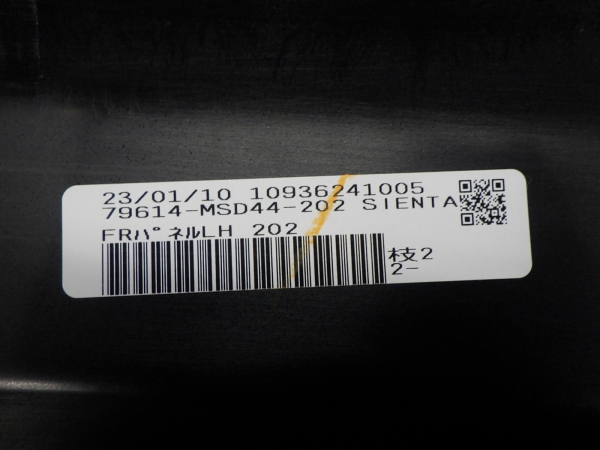 23/01/10 10936241005
79614-MSD44-202 SIENTA
FRﾊﾟﾈﾙLH 202
枝2
2-